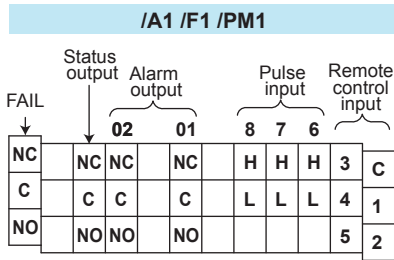 /A1 /F1 /PM1
Status output
Alarm output
Pulse input
Remote control input
FAIL
02 01 8 7 6
NC NC NC NC H H H 3 C
C C C C L L L 4 1
NO NO NO NO 5 2